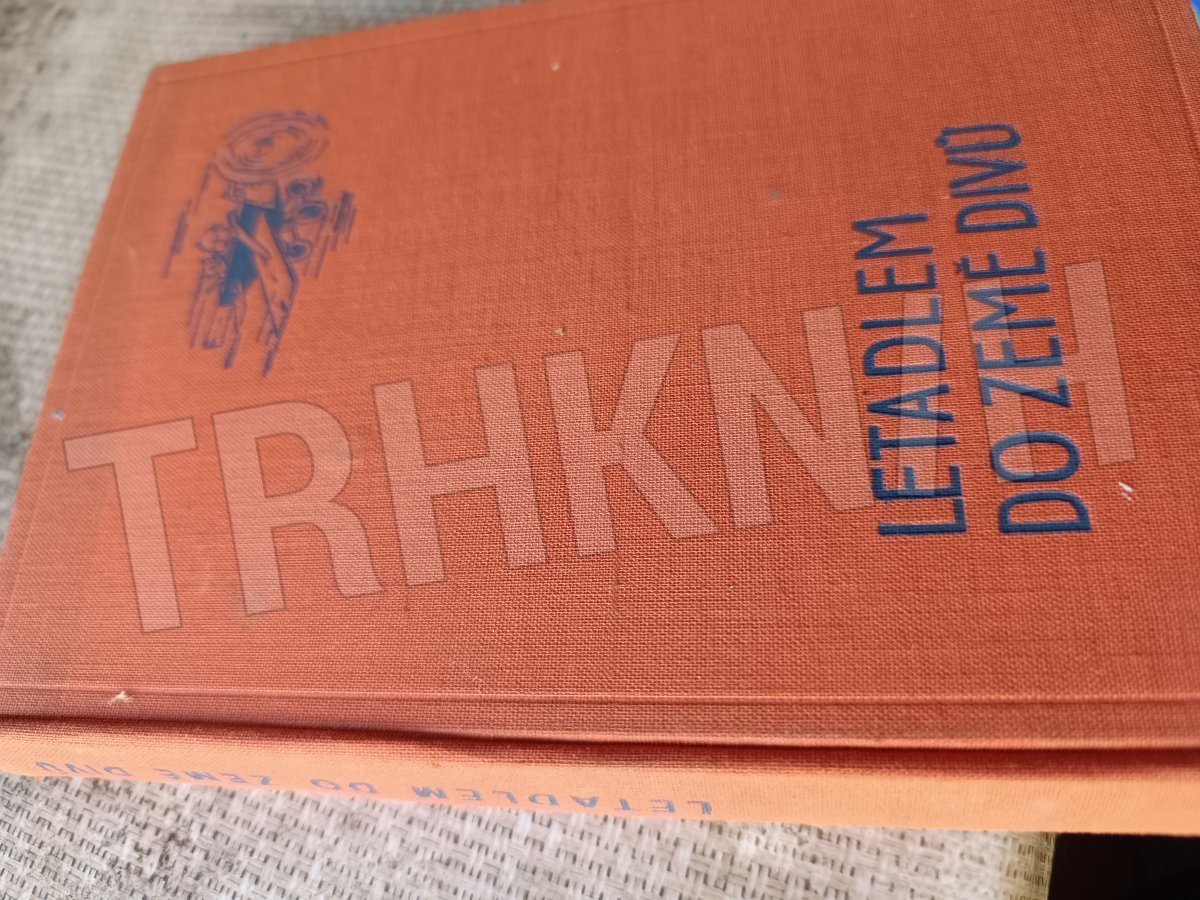 LETADLEM
DO ZEMĚ DIVŮ
LETADLEM DO ZEMĚ DIVŮ
TRHKNIH